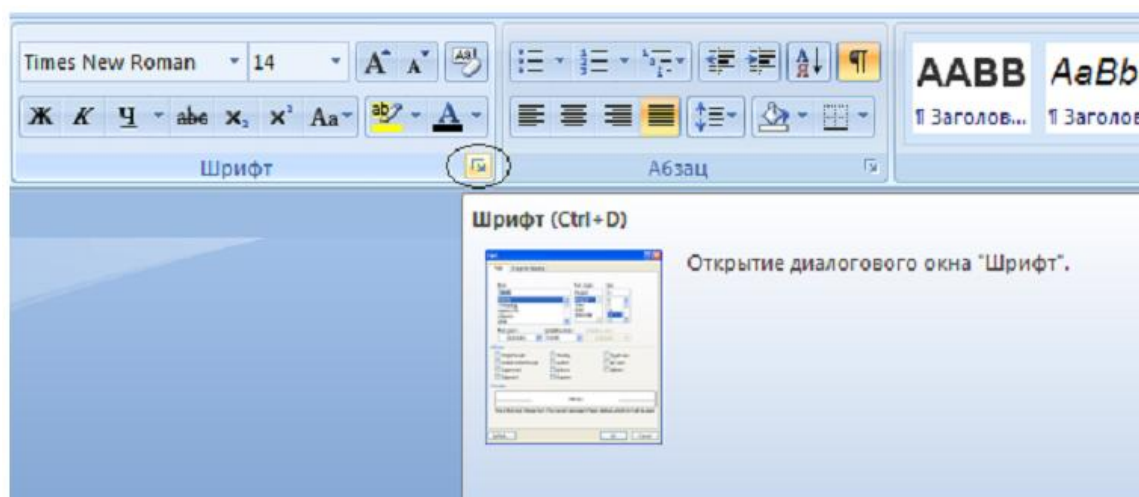 Times New Roman 14
Ж К Ч abc x₂ x² Aa ab A
AABB AaBb
¶ Заголов... ¶ Заголов
Шрифт Абзац
Шрифт (Ctrl+D)
Открытие диалогового окна "Шрифт".